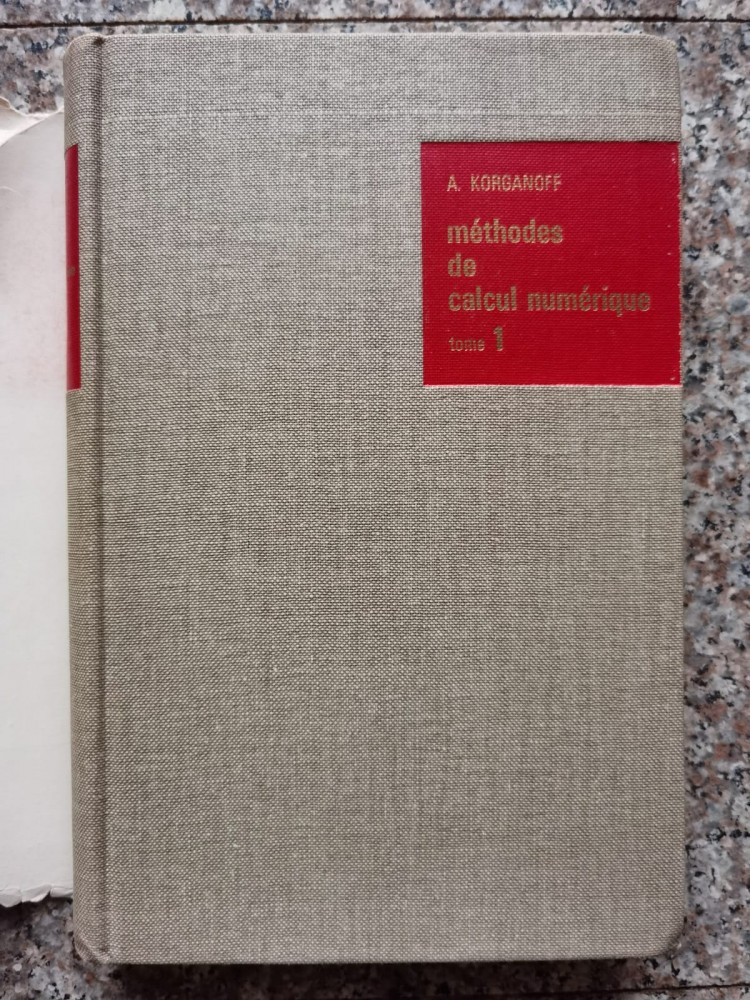 A. KORGANOFF
méthodes
de
calcul numérique
tome 1